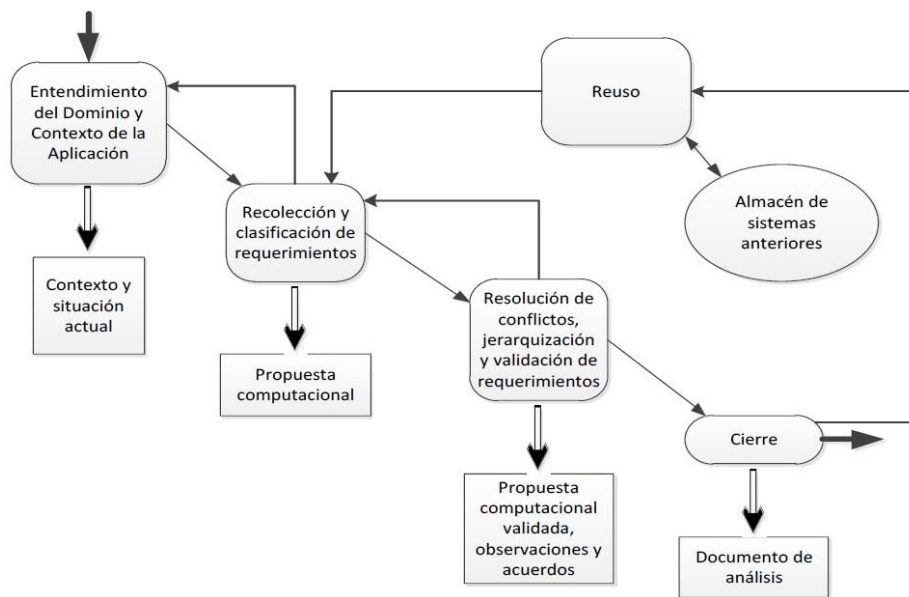 Entendimiento
del Dominio y
Contexto de la
Aplicación
Reuso
Recolección y
clasificación de
requerimientos
Almacén de
sistemas
anteriores
Contexto y
situación
actual
Resolución de
conflictos,
jerarquización
y validación de
requerimientos
Propuesta
computacional
Cierre
Propuesta
computacional
validada,
observaciones y
acuerdos
Documento de
análisis